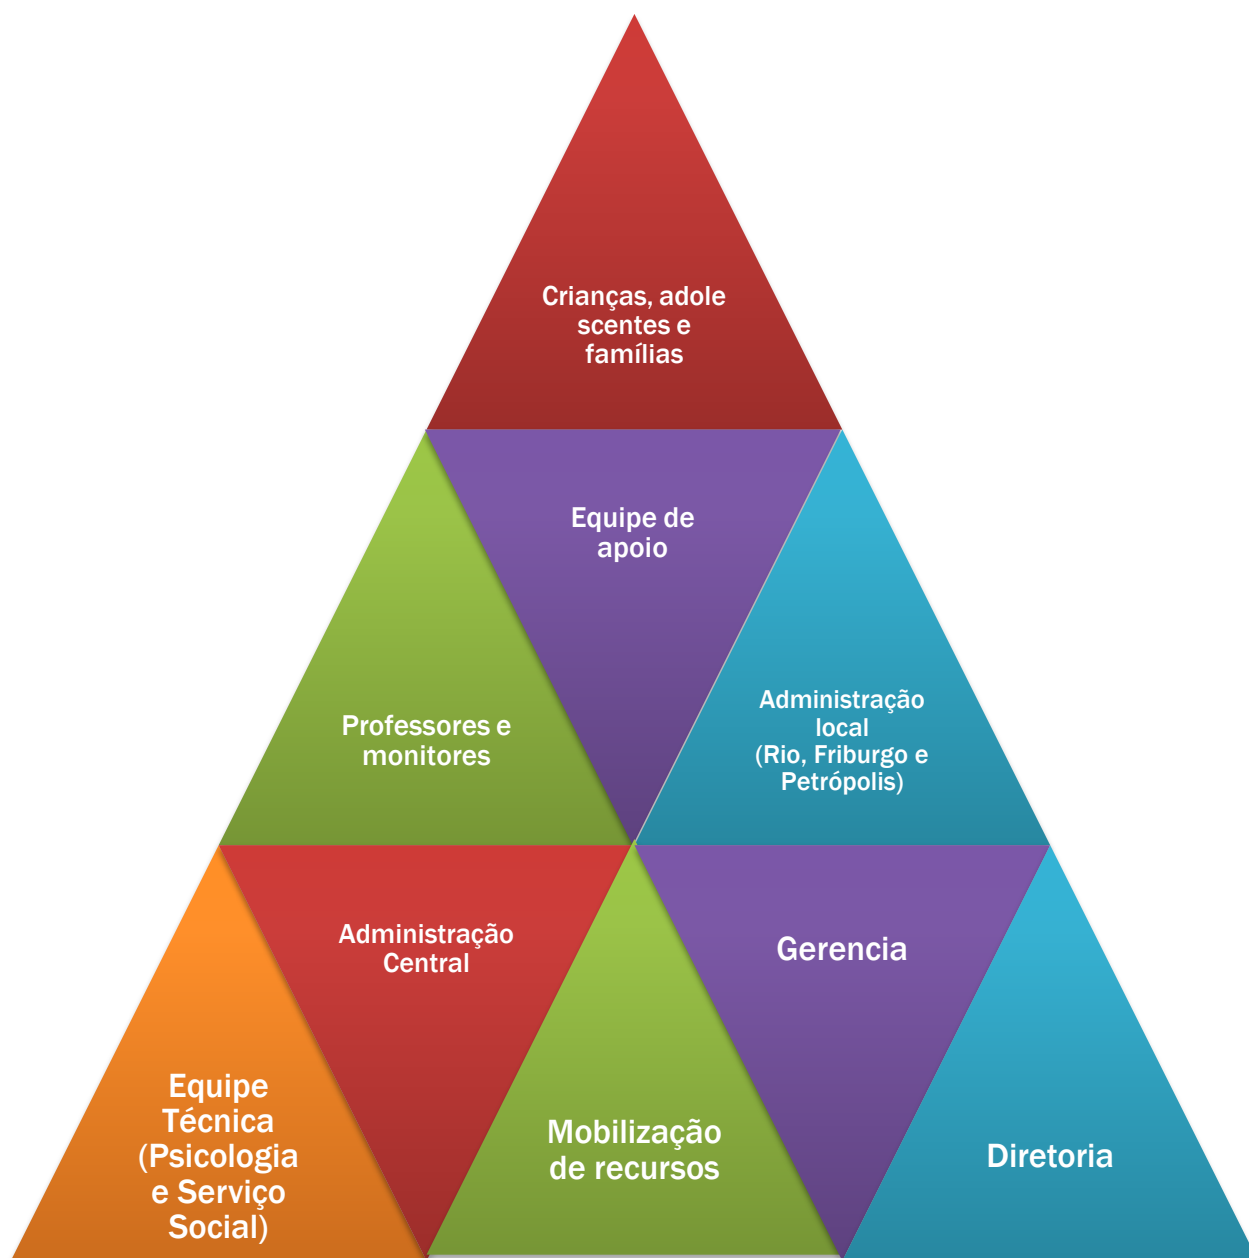 Crianças, adole
scentes e
famílias
Equipe de
apoio
Professores e
monitores
Administração
local
(Rio, Friburgo e
Petrópolis)
Administração
Central
Gerencia
Equipe
Técnica
(Psicologia
e Serviço
Social)
Mobilização
de recursos
Diretoria